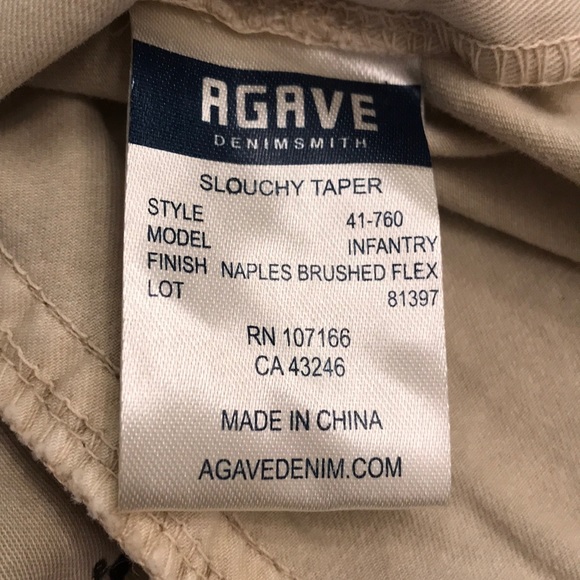 AGAVE
DENIMSMITH
SLOUCHY TAPER
STYLE 41-760
MODEL INFANTRY
FINISH NAPLES BRUSHED FLEX
LOT 81397
RN 107166
CA 43246
MADE IN CHINA
AGAVEDENIM.COM